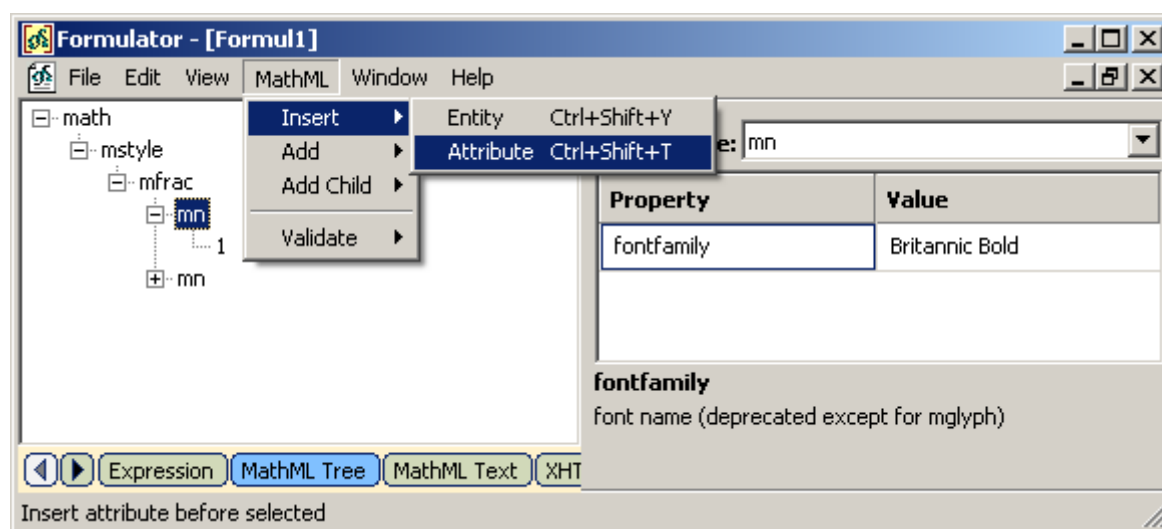 Formulator - [Formul1]
File Edit View MathML Window Help
math
mstyle
mfrac
mn
1
mn
Insert
Add
Add Child
Validate
Entity Ctrl+Shift+Y
Attribute Ctrl+Shift+T
e: mn
Property Value
fontfamily Britannic Bold
fontfamily
font name (deprecated except for mglyph)
Expression MathML Tree MathML Text XHT
Insert attribute before selected